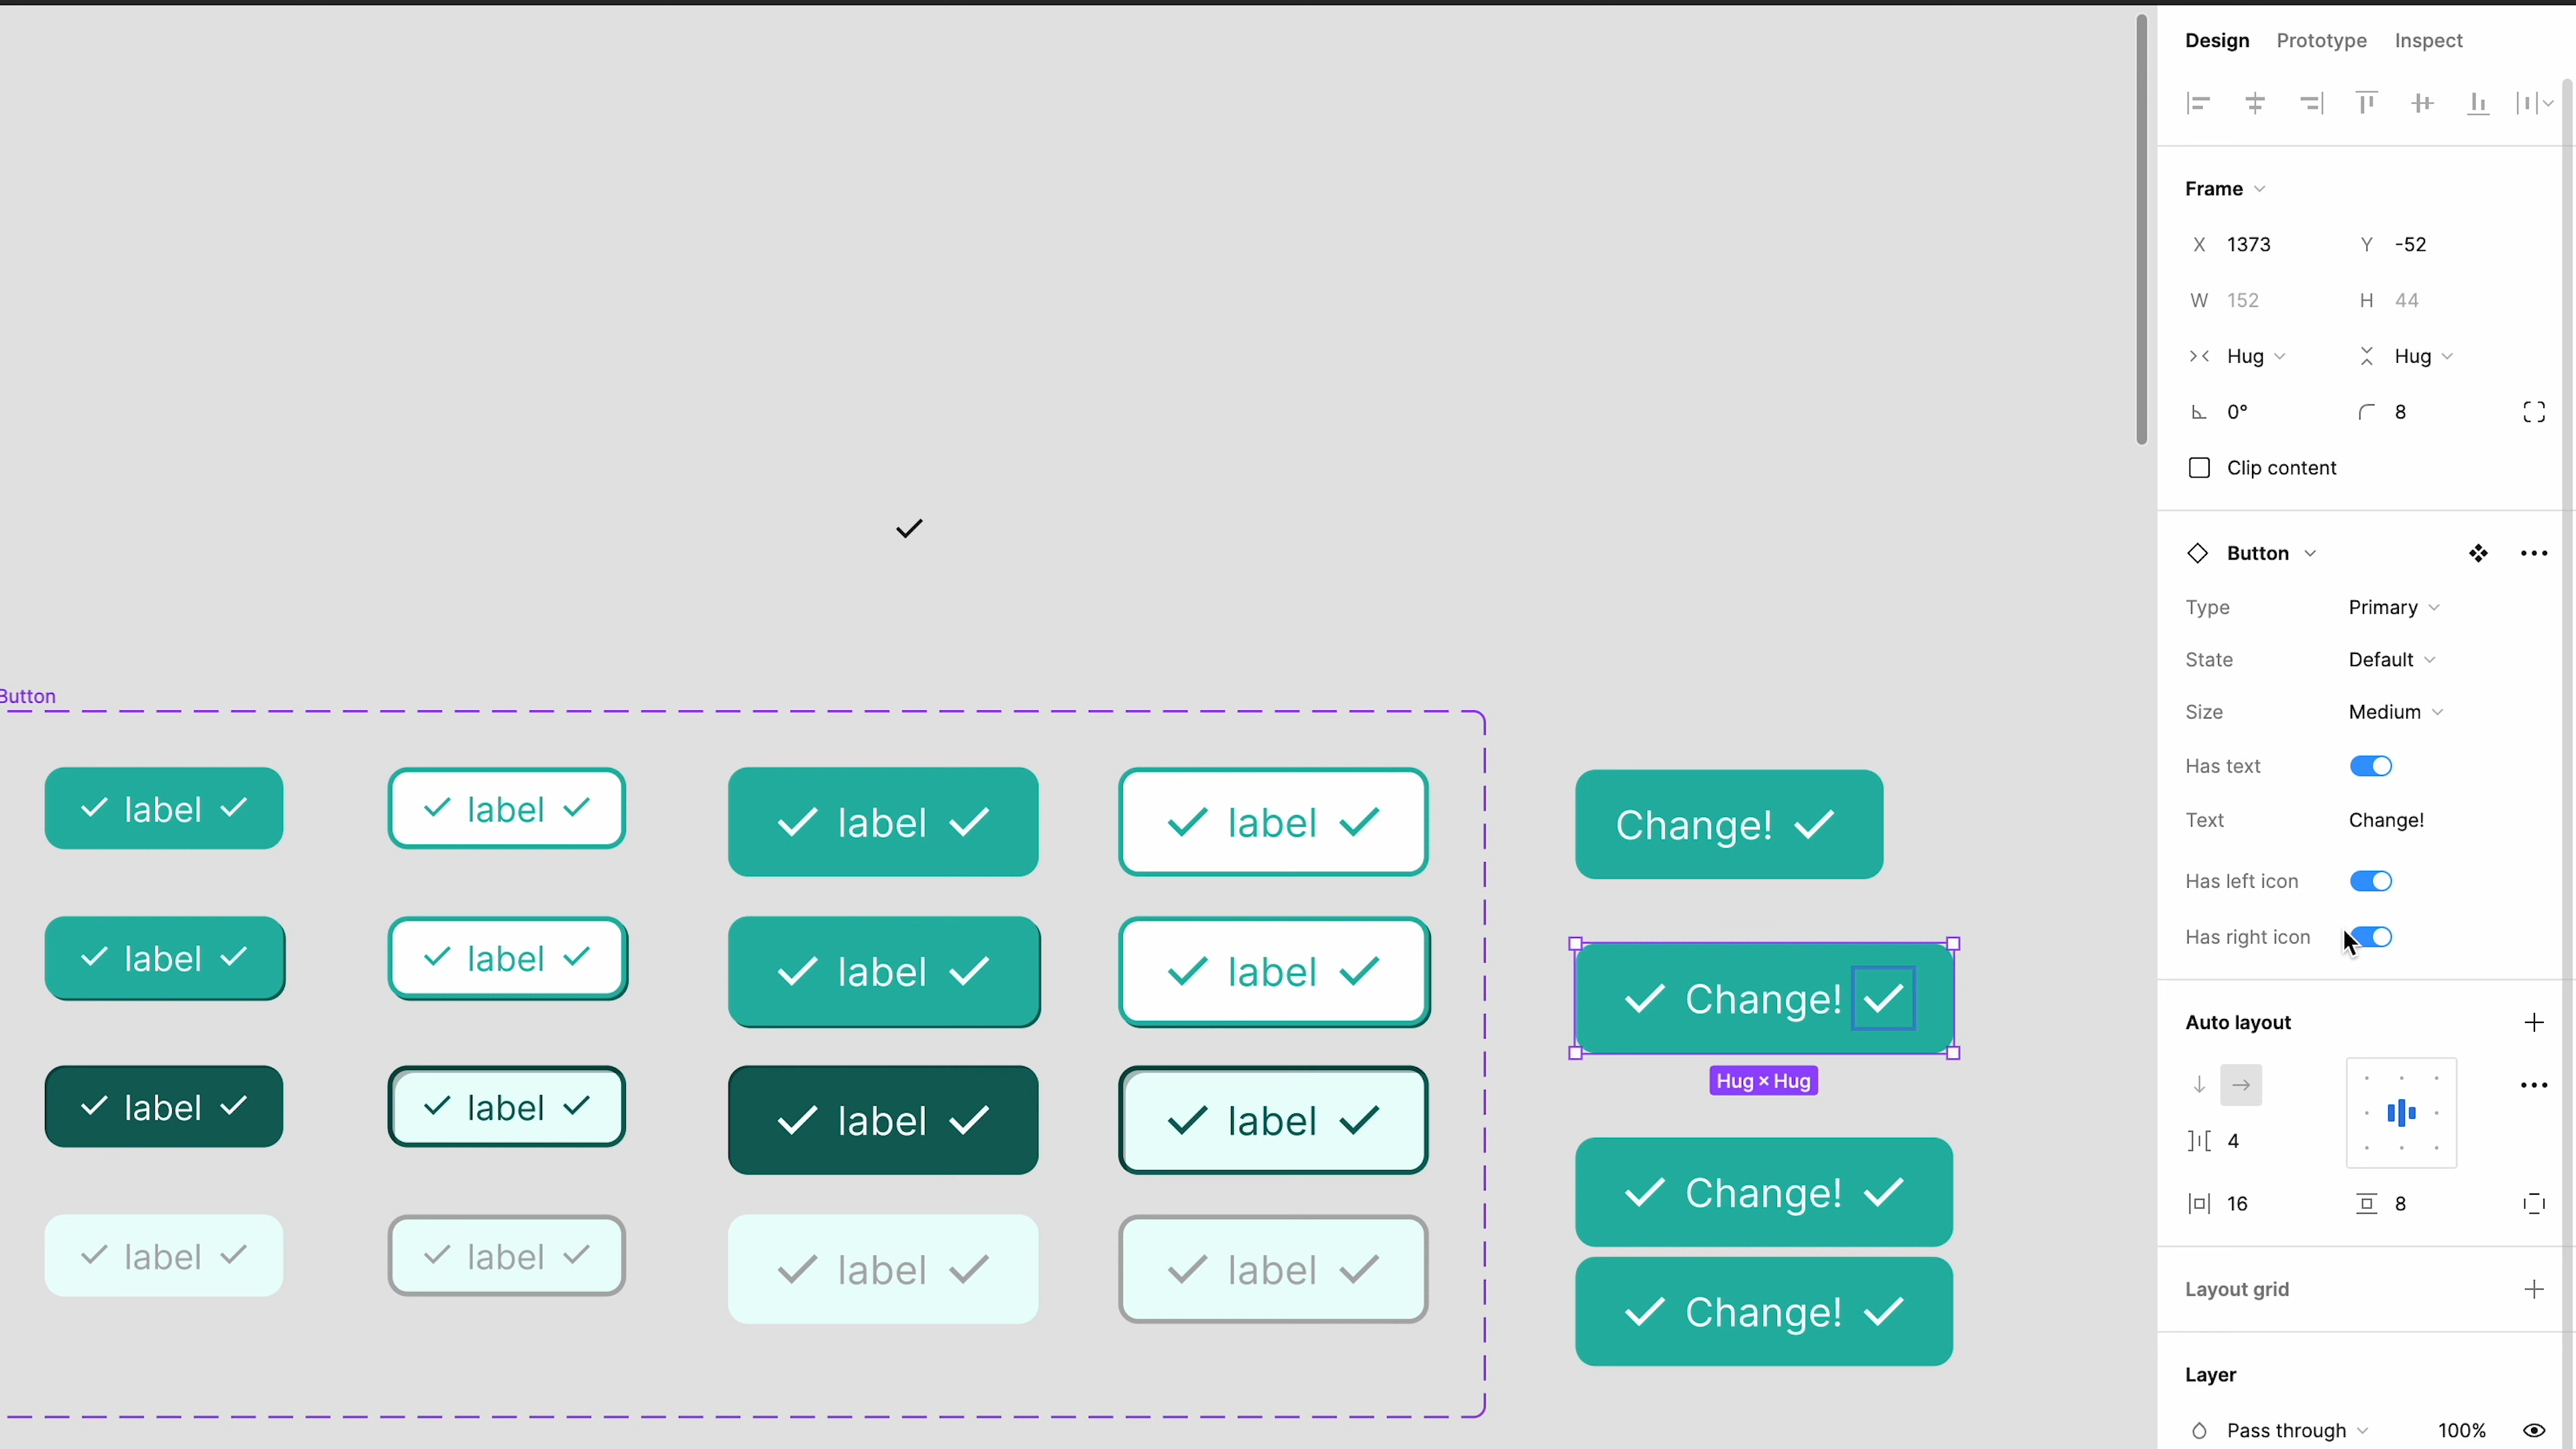 Design Prototype Inspect
Frame
X 1373 Y -52
W 152 H 44
Hug Hug
0° 8
Clip content
Button
Type Primary
State Default
Size Medium
Has text
Text Change!
Has left icon
Has right icon
Auto layout
4
16 8
Layout grid
Layer
Pass through 100%
Button
label label label label
label label label label
label label label label
label label label label
Change!
Change!
Hug × Hug
Change!
Change!